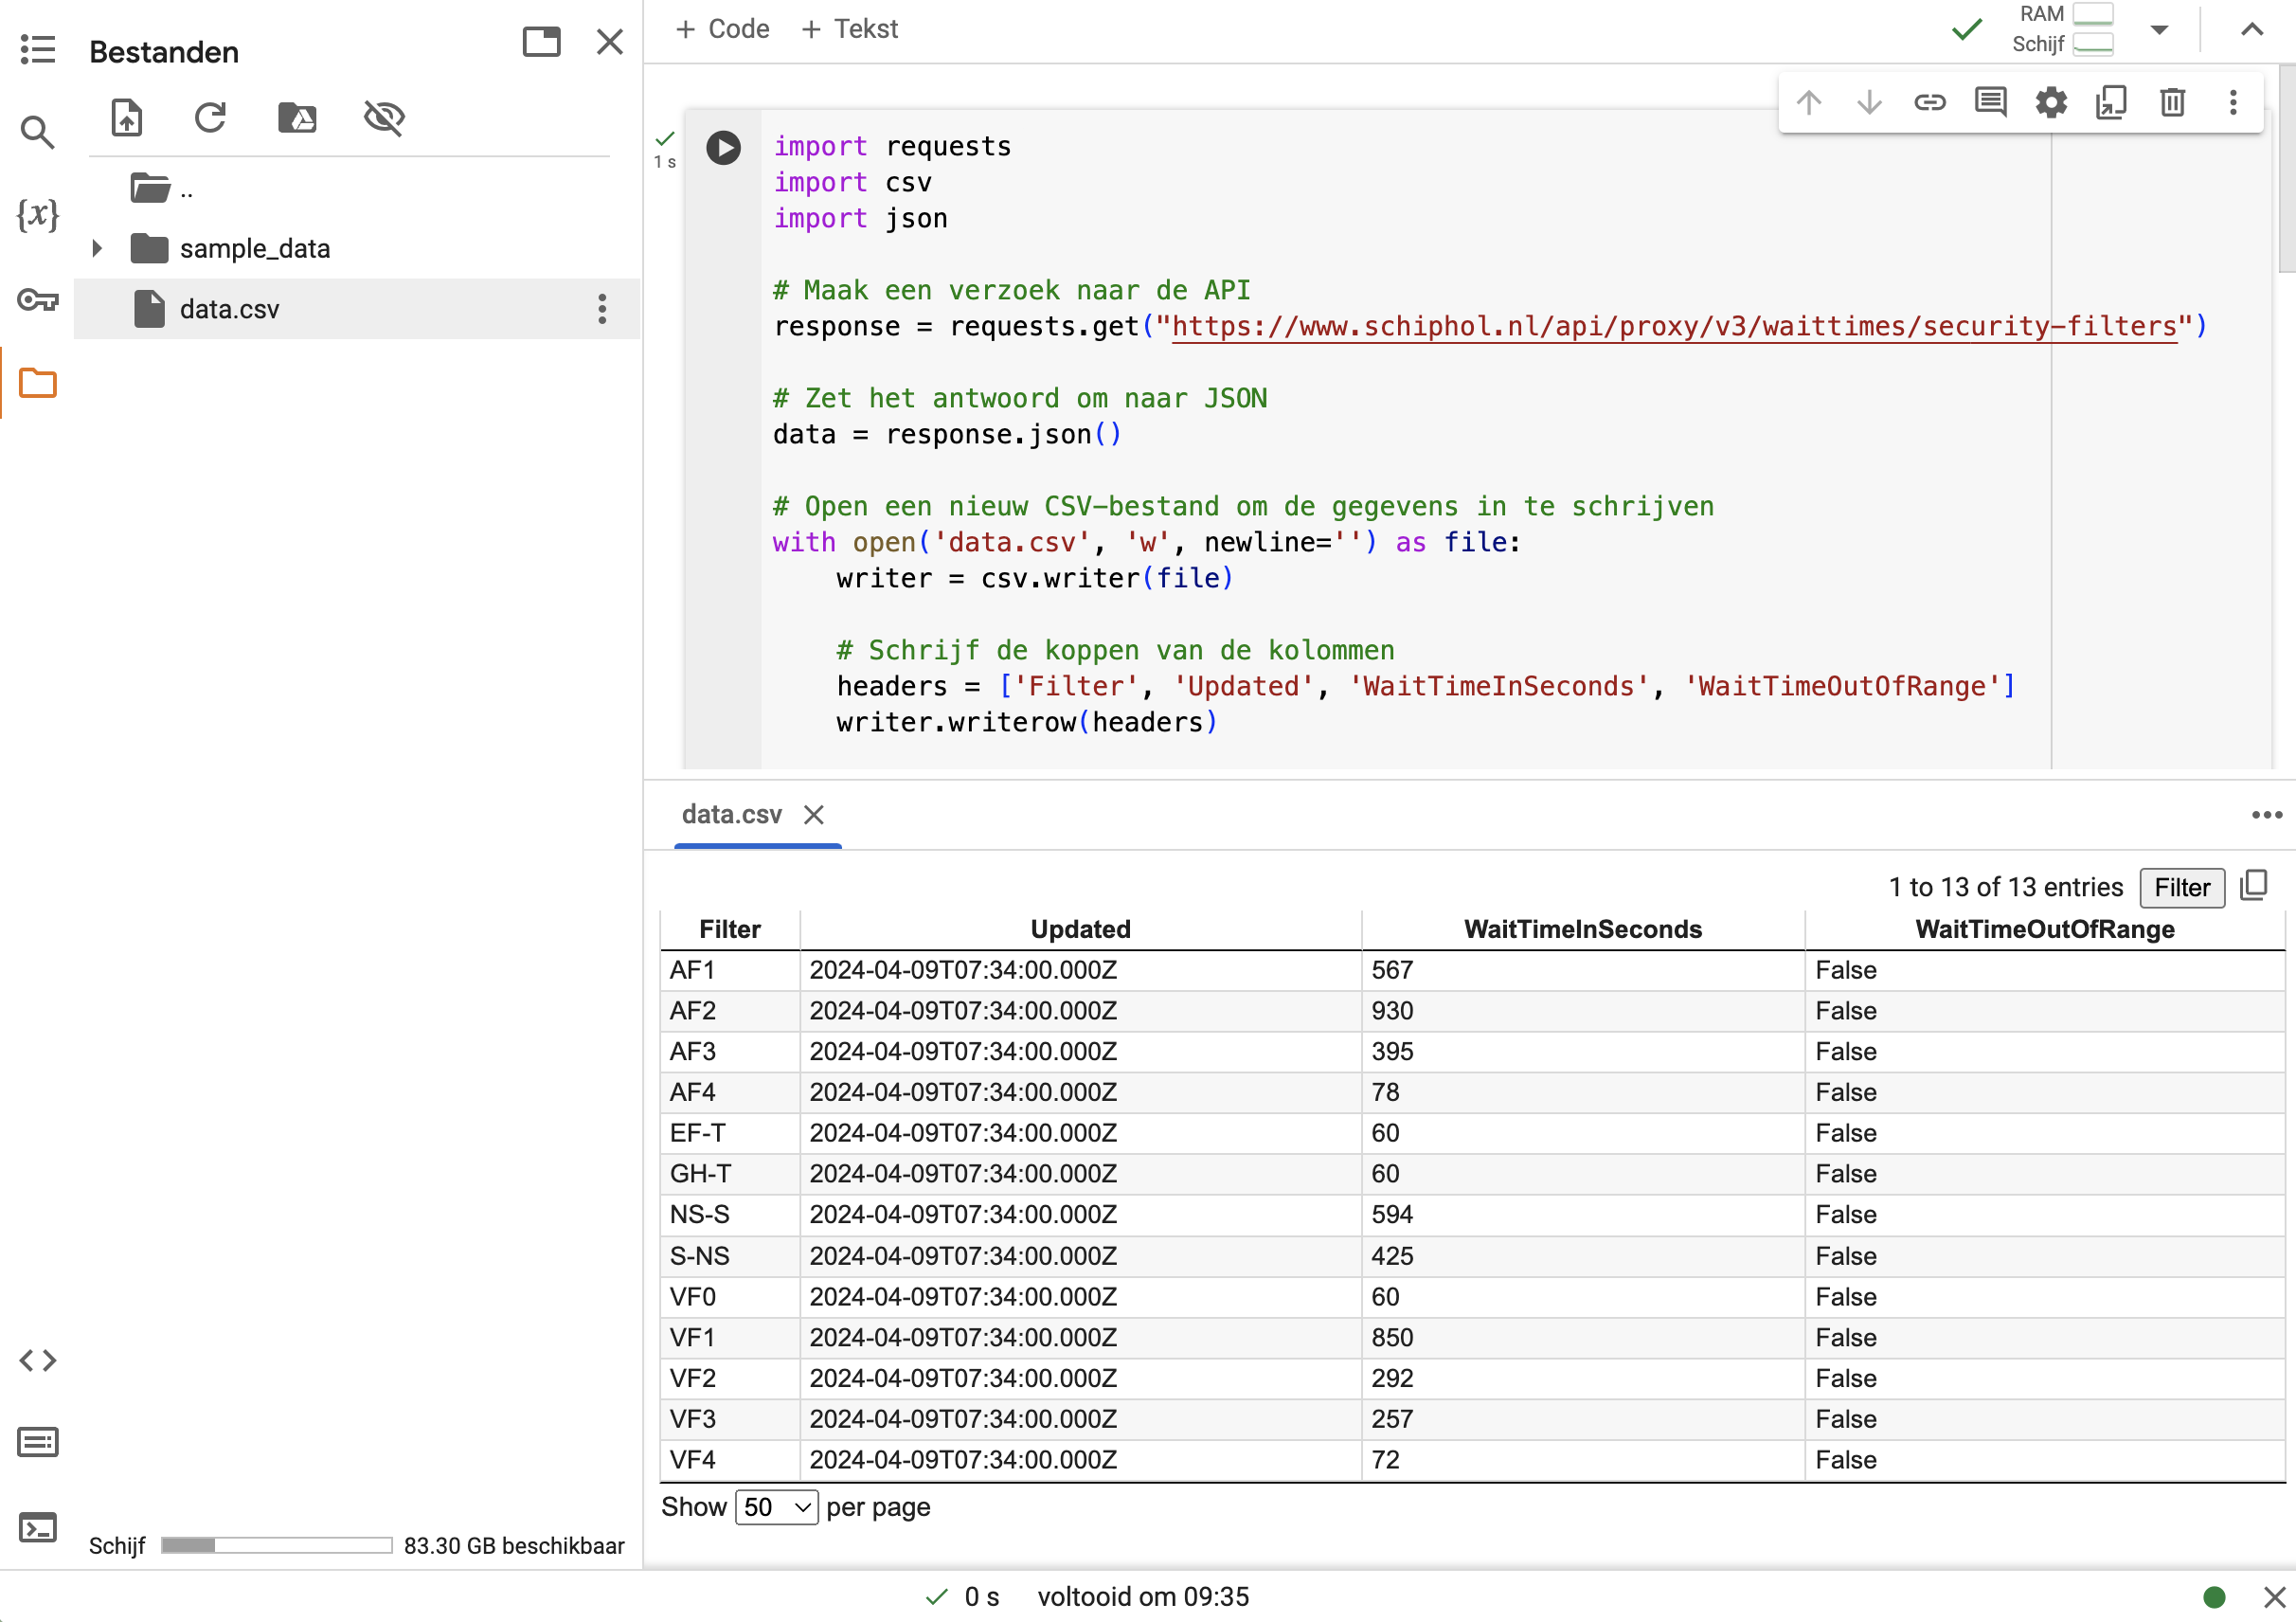 Bestanden
..
sample_data
data.csv
{x}
Schijf 83.30 GB beschikbaar
+ Code + Tekst
RAM
Schijf
1 s
import requests
import csv
import json
# Maak een verzoek naar de API
response = requests.get("https://www.schiphol.nl/api/proxy/v3/waittimes/security-filters")
# Zet het antwoord om naar JSON
data = response.json()
# Open een nieuw CSV-bestand om de gegevens in te schrijven
with open('data.csv', 'w', newline='') as file:
    writer = csv.writer(file)
    # Schrijf de koppen van de kolommen
    headers = ['Filter', 'Updated', 'WaitTimeInSeconds', 'WaitTimeOutOfRange']
    writer.writerow(headers)
data.csv
1 to 13 of 13 entries Filter
Filter Updated WaitTimeInSeconds WaitTimeOutOfRange
AF1 2024-04-09T07:34:00.000Z 567 False
AF2 2024-04-09T07:34:00.000Z 930 False
AF3 2024-04-09T07:34:00.000Z 395 False
AF4 2024-04-09T07:34:00.000Z 78 False
EF-T 2024-04-09T07:34:00.000Z 60 False
GH-T 2024-04-09T07:34:00.000Z 60 False
NS-S 2024-04-09T07:34:00.000Z 594 False
S-NS 2024-04-09T07:34:00.000Z 425 False
VF0 2024-04-09T07:34:00.000Z 60 False
VF1 2024-04-09T07:34:00.000Z 850 False
VF2 2024-04-09T07:34:00.000Z 292 False
VF3 2024-04-09T07:34:00.000Z 257 False
VF4 2024-04-09T07:34:00.000Z 72 False
Show 50 per page
0 s voltooid om 09:35